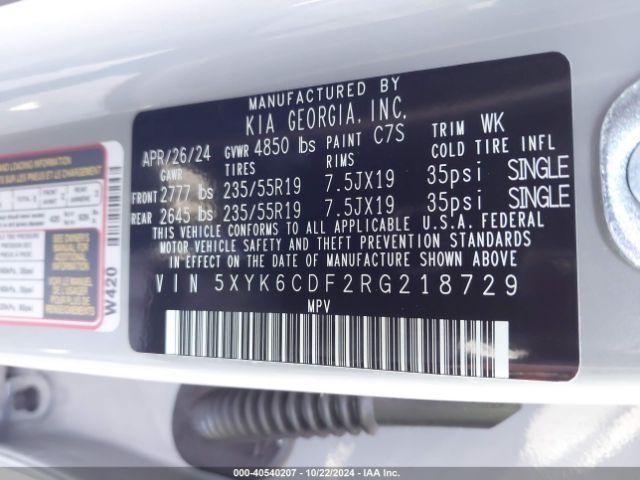 MANUFACTURED BY
KIA GEORGIA, INC.
APR/26/24 GVWR 4850 lbs PAINT C7S TRIM WK
GAWR TIRES RIMS COLD TIRE INFL
FRONT 2777 lbs 235/55R19 7.5JX19 35psi SINGLE
REAR 2645 lbs 235/55R19 7.5JX19 35psi SINGLE
THIS VEHICLE CONFORMS TO ALL APPLICABLE U.S.A. FEDERAL
MOTOR VEHICLE SAFETY AND THEFT PREVENTION STANDARDS IN EFFECT ON
THE DATE OF MANUFACTURE SHOWN ABOVE.
VIN 5XYK6CDF2RG218729
MPV
W420
SEE OWNER'S
000-40540207 - 10/22/2024 - IAA Inc.